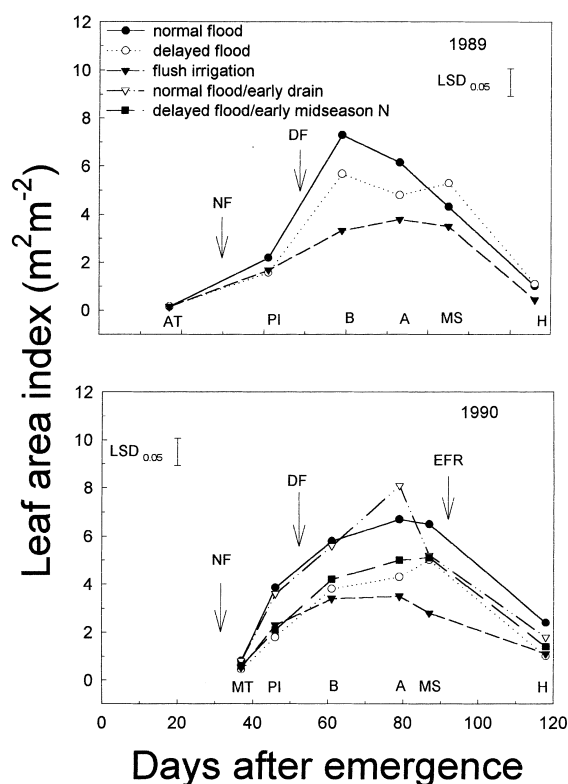 Leaf area index (m²m⁻²)
12
10
8
6
4
2
0
normal flood
delayed flood
flush irrigation
normal flood/early drain
delayed flood/early midseason N
1989
LSD 0.05
NF
DF
AT PI B A MS H
12
10
8
6
4
2
0
1990
LSD 0.05
NF
DF
EFR
MT PI B A MS H
0 20 40 60 80 100 120
Days after emergence